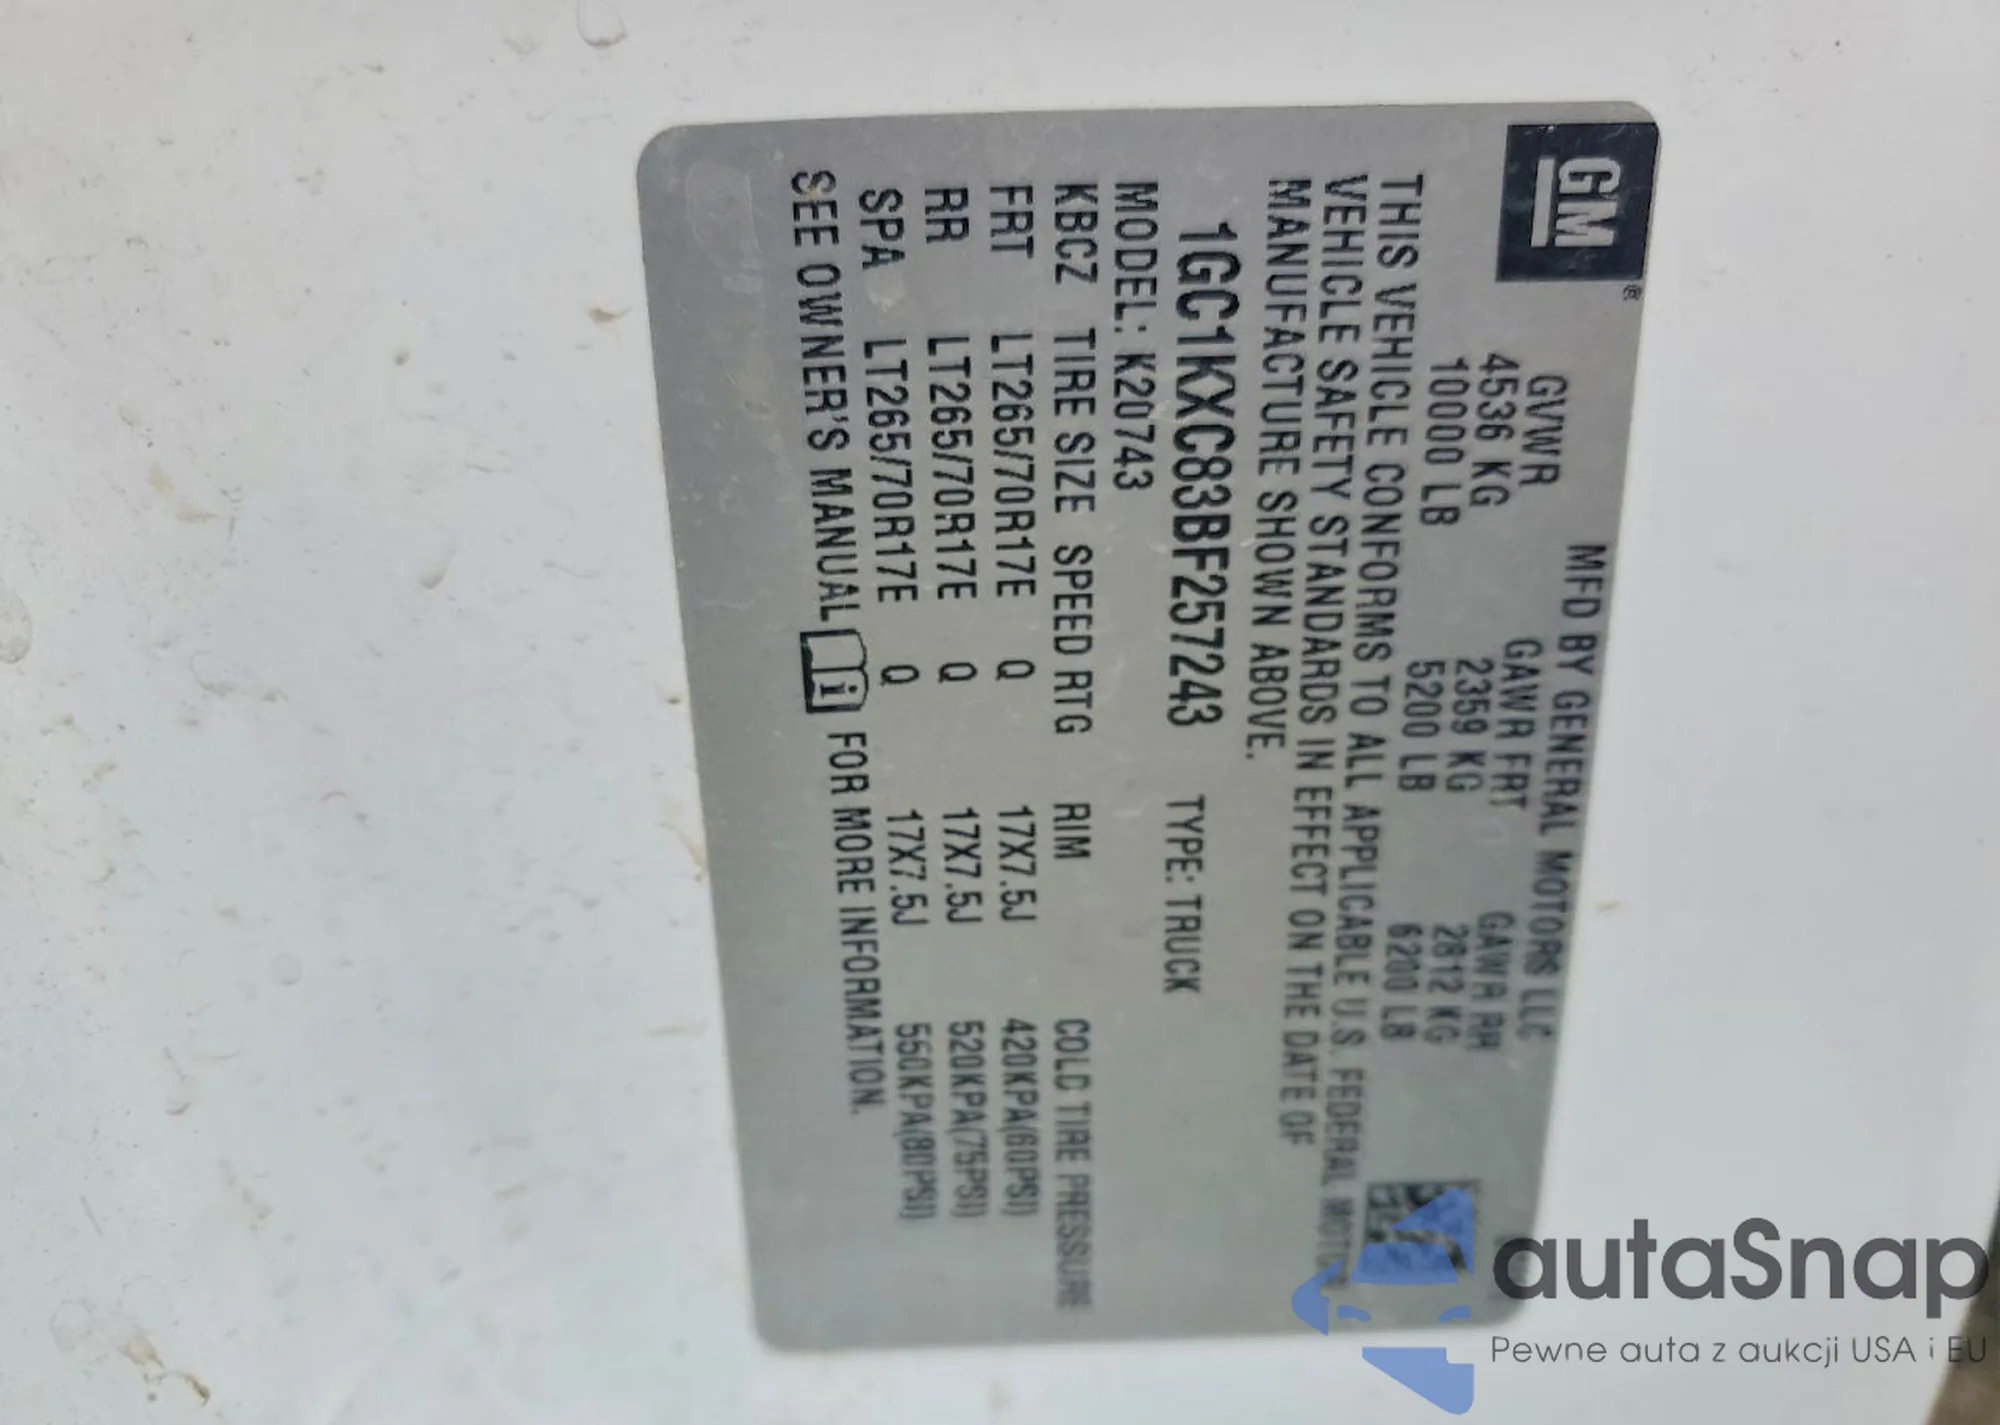 GM ®
MFD BY GENERAL MOTORS LLC
GVWR GAWR FRT GAWR RR
4536 KG 2359 KG 2812 KG
10000 LB 5200 LB 6200 LB
THIS VEHICLE CONFORMS TO ALL APPLICABLE U.S. FEDERAL MOTOR
VEHICLE SAFETY STANDARDS IN EFFECT ON THE DATE OF
MANUFACTURE SHOWN ABOVE.
1GC1KXC83BF257243 TYPE: TRUCK
MODEL: K20743
KBCZ TIRE SIZE SPEED RTG RIM COLD TIRE PRESSURE
FRT LT265/70R17E Q 17X7.5J 420KPA(60PSI)
RR LT265/70R17E Q 17X7.5J 520KPA(75PSI)
SPA LT265/70R17E Q 17X7.5J 550KPA(80PSI)
SEE OWNER'S MANUAL i FOR MORE INFORMATION.
autaSnap
Pewne auta z aukcji USA i EU